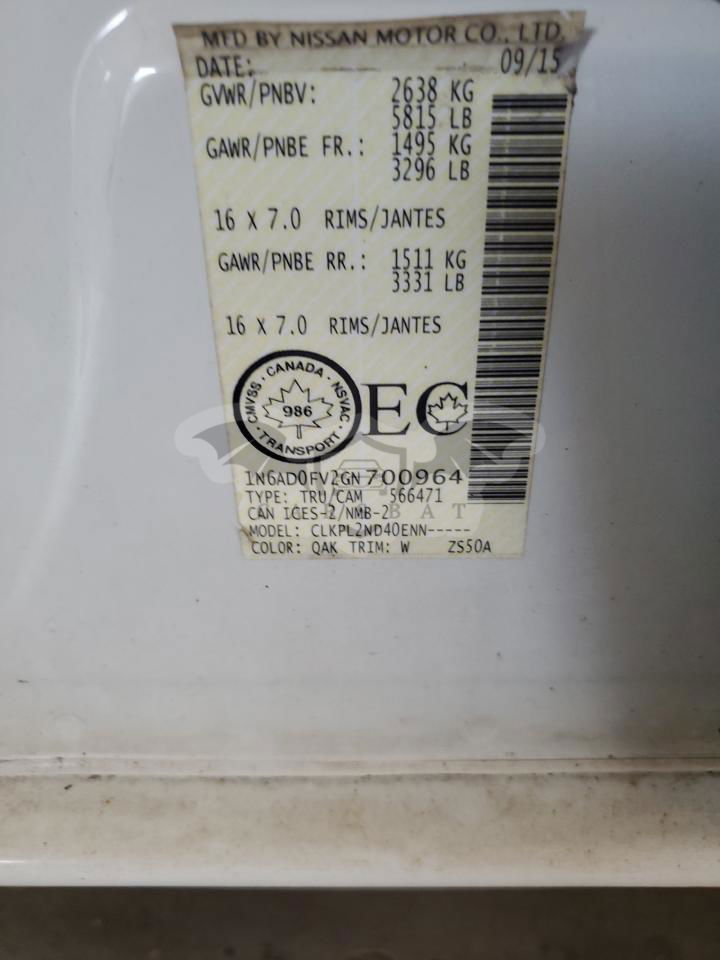 MFD BY NISSAN MOTOR CO., LTD.
DATE: 09/15
GVWR/PNBV: 2638 KG
5815 LB
GAWR/PNBE FR.: 1495 KG
3296 LB
16 X 7.0 RIMS/JANTES
GAWR/PNBE RR.: 1511 KG
3331 LB
16 X 7.0 RIMS/JANTES
CANADA · NSVAC · TRANSPORT · CMVSS ·
986
EC
1N6AD0FV2GN700964
TYPE: TRU/CAM 566471
CAN ICES-2/NMB-2
MODEL: CLKPL2ND40ENN-----
COLOR: QAK TRIM: W ZS50A